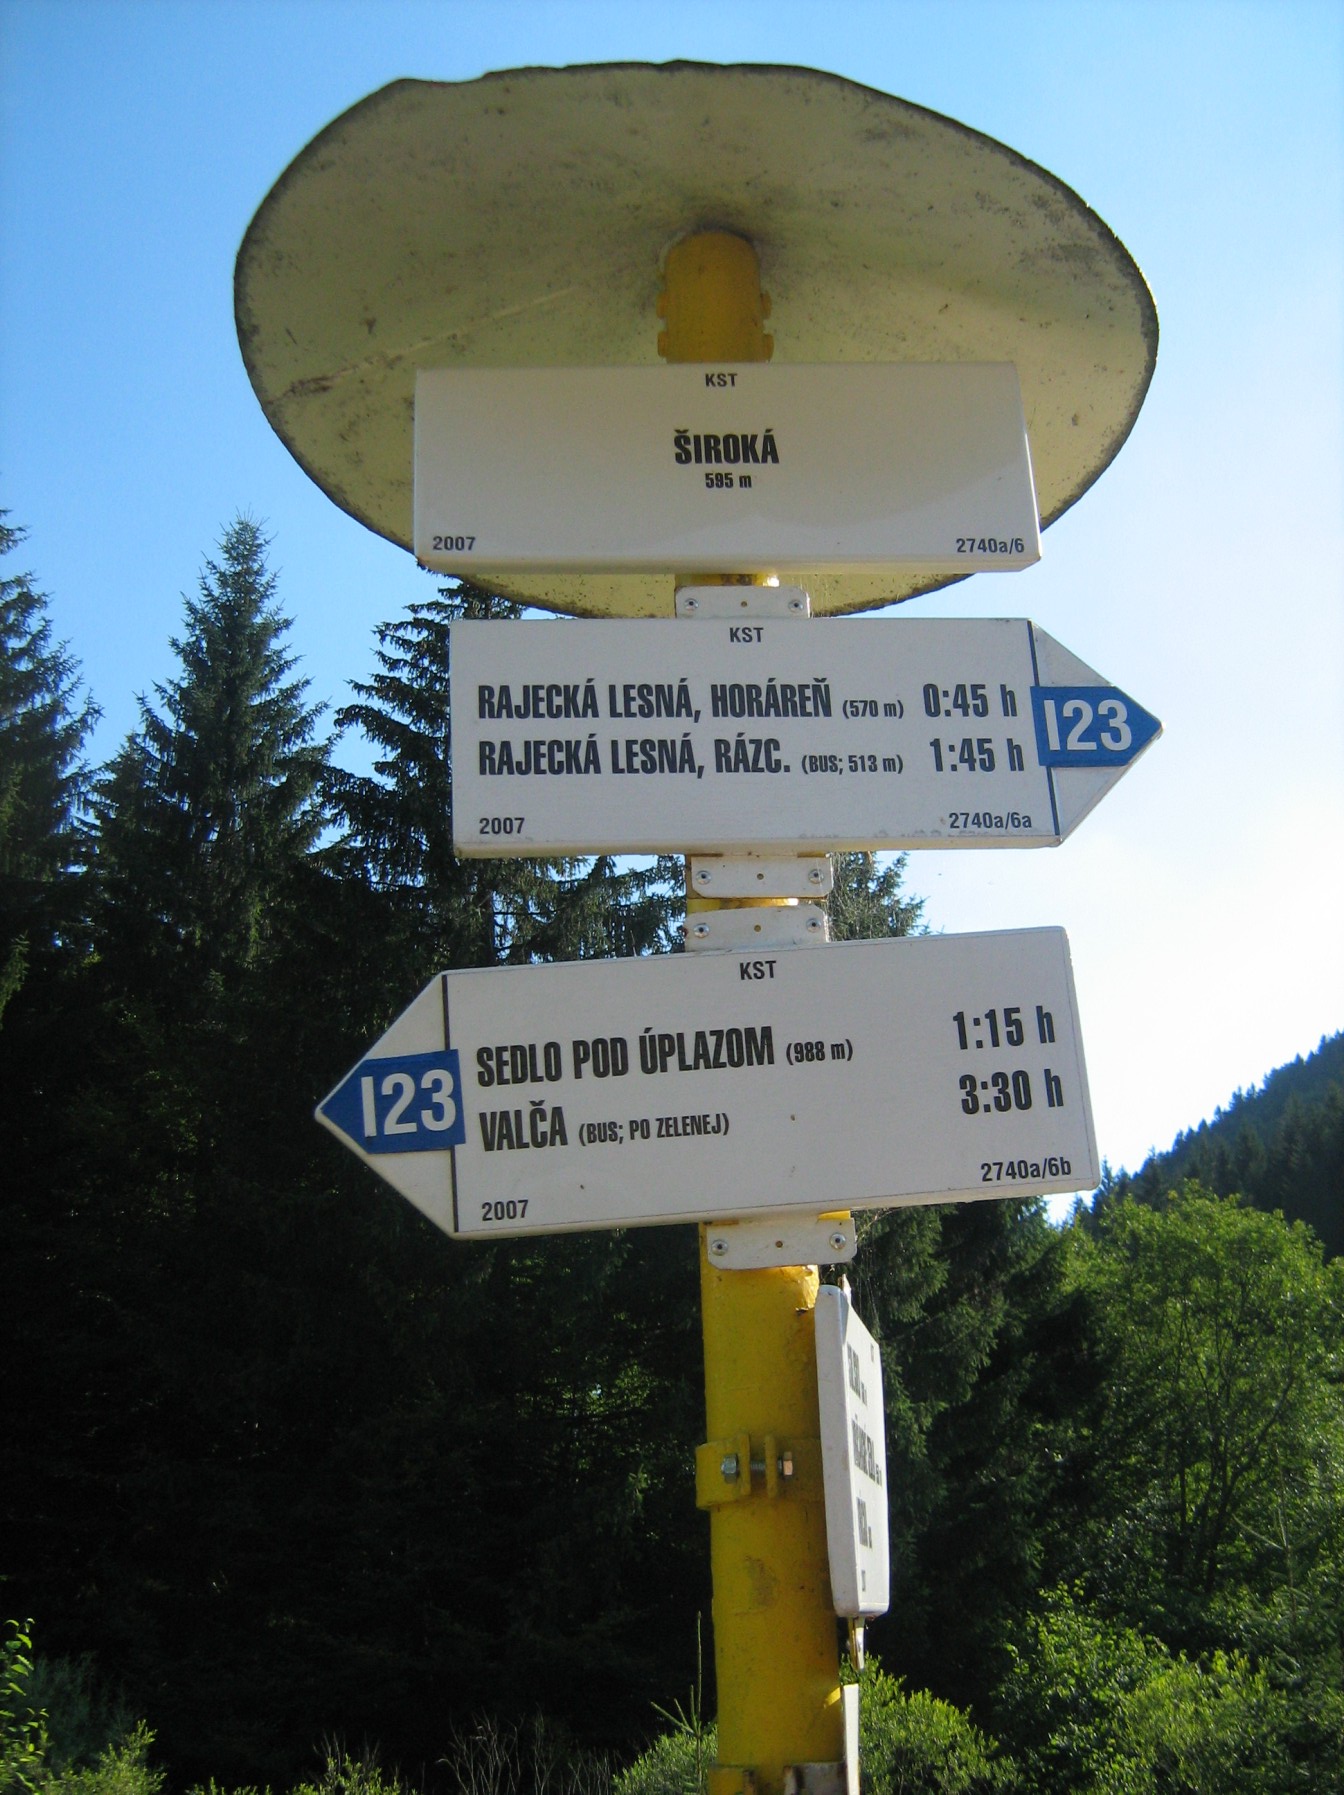 KST
ŠIROKÁ
595 m
2007 2740a/6
KST
RAJECKÁ LESNÁ, HORÁREŇ (570 m) 0:45 h
RAJECKÁ LESNÁ, RÁZC. (BUS; 513 m) 1:45 h
123
2007 2740a/6a
KST
SEDLO POD ÚPLAZOM (988 m) 1:15 h
VALČA (BUS; PO ZELENEJ) 3:30 h
123
2007 2740a/6b